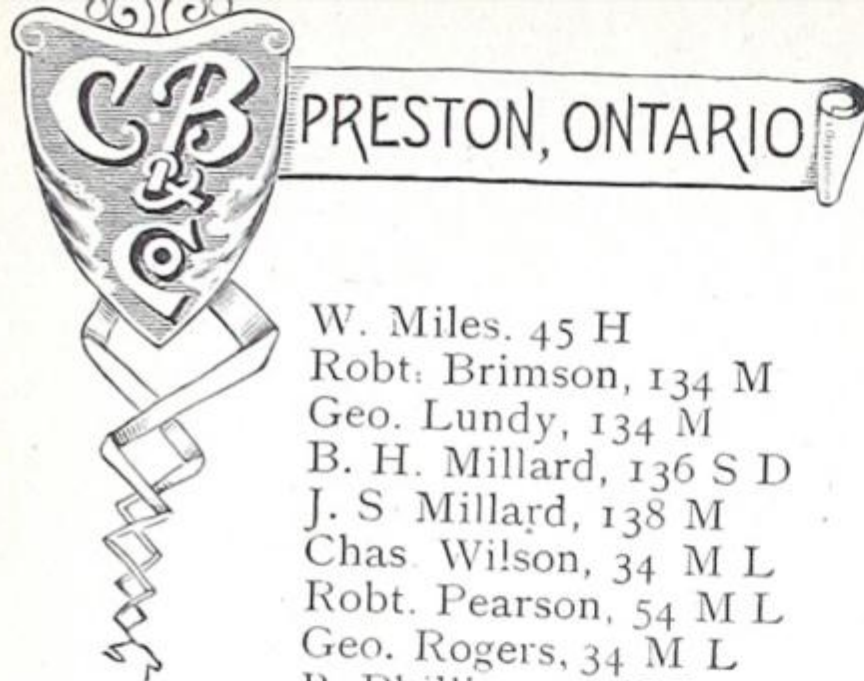 C. B
& Co
PRESTON, ONTARIO
W. Miles. 45 H
Robt. Brimson, 134 M
Geo. Lundy, 134 M
B. H. Millard, 136 S D
J. S Millard, 138 M
Chas. Wilson, 34 M L
Robt. Pearson, 54 M L
Geo. Rogers, 34 M L